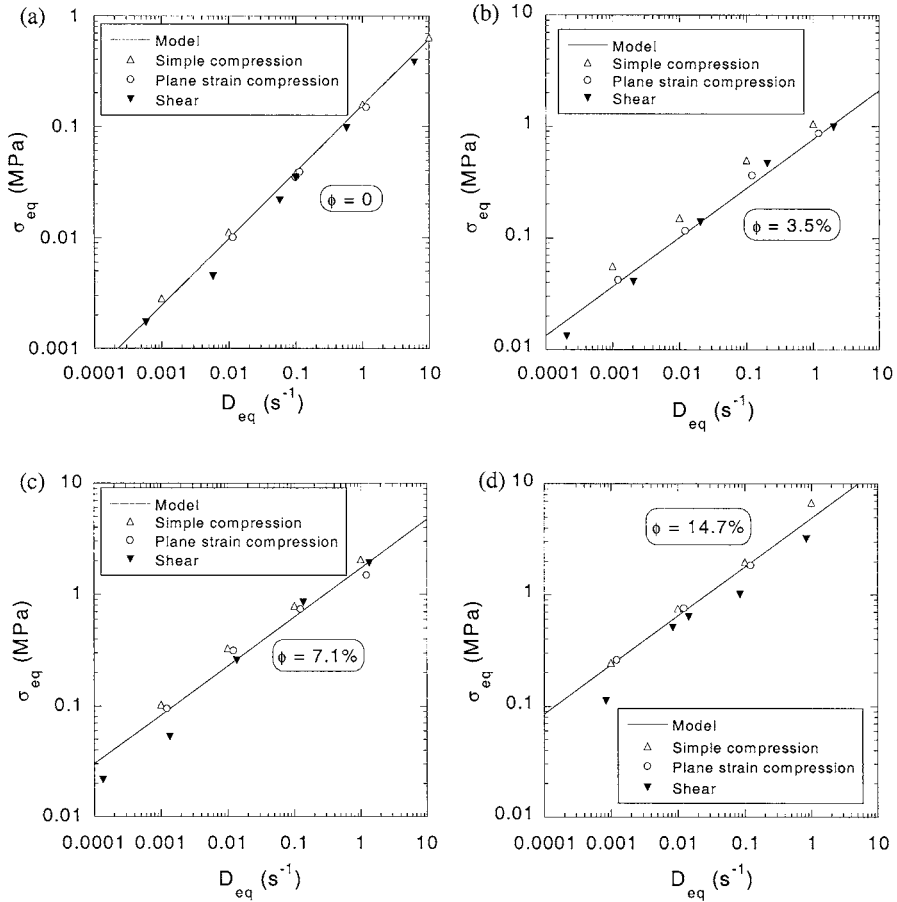 (a)
1
0.1
0.01
0.001
σeq (MPa)
Model
Simple compression
Plane strain compression
Shear
ϕ = 0
0.0001 0.001 0.01 0.1 1 10
Deq (s-1)
(b)
10
1
0.1
0.01
σeq (MPa)
Model
Simple compression
Plane strain compression
Shear
ϕ = 3.5%
0.0001 0.001 0.01 0.1 1 10
Deq (s-1)
(c)
10
1
0.1
0.01
σeq (MPa)
Model
Simple compression
Plane strain compression
Shear
ϕ = 7.1%
0.0001 0.001 0.01 0.1 1 10
Deq (s-1)
(d)
10
1
0.1
0.01
σeq (MPa)
ϕ = 14.7%
Model
Simple compression
Plane strain compression
Shear
0.0001 0.001 0.01 0.1 1 10
Deq (s-1)